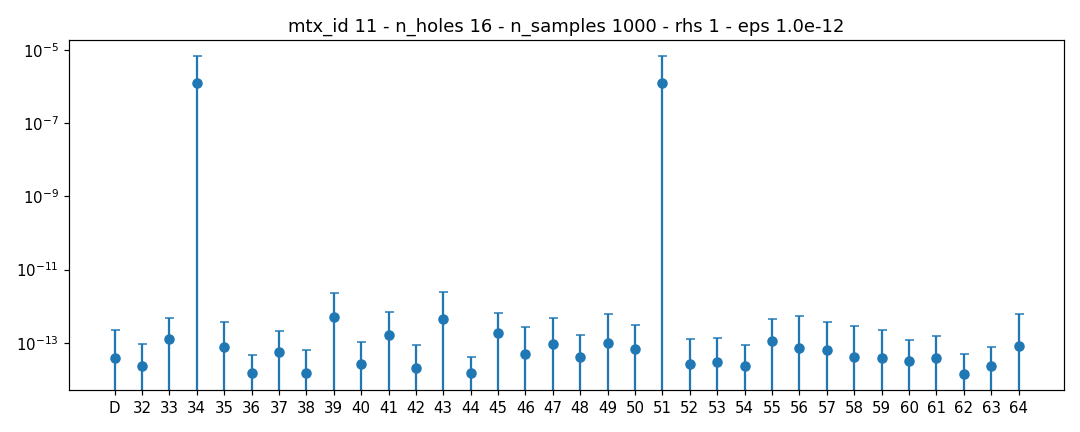 mtx_id 11 - n_holes 16 - n_samples 1000 - rhs 1 - eps 1.0e-12
10⁻⁵
10⁻⁷
10⁻⁹
10⁻¹¹
10⁻¹³
D 32 33 34 35 36 37 38 39 40 41 42 43 44 45 46 47 48 49 50 51 52 53 54 55 56 57 58 59 60 61 62 63 64